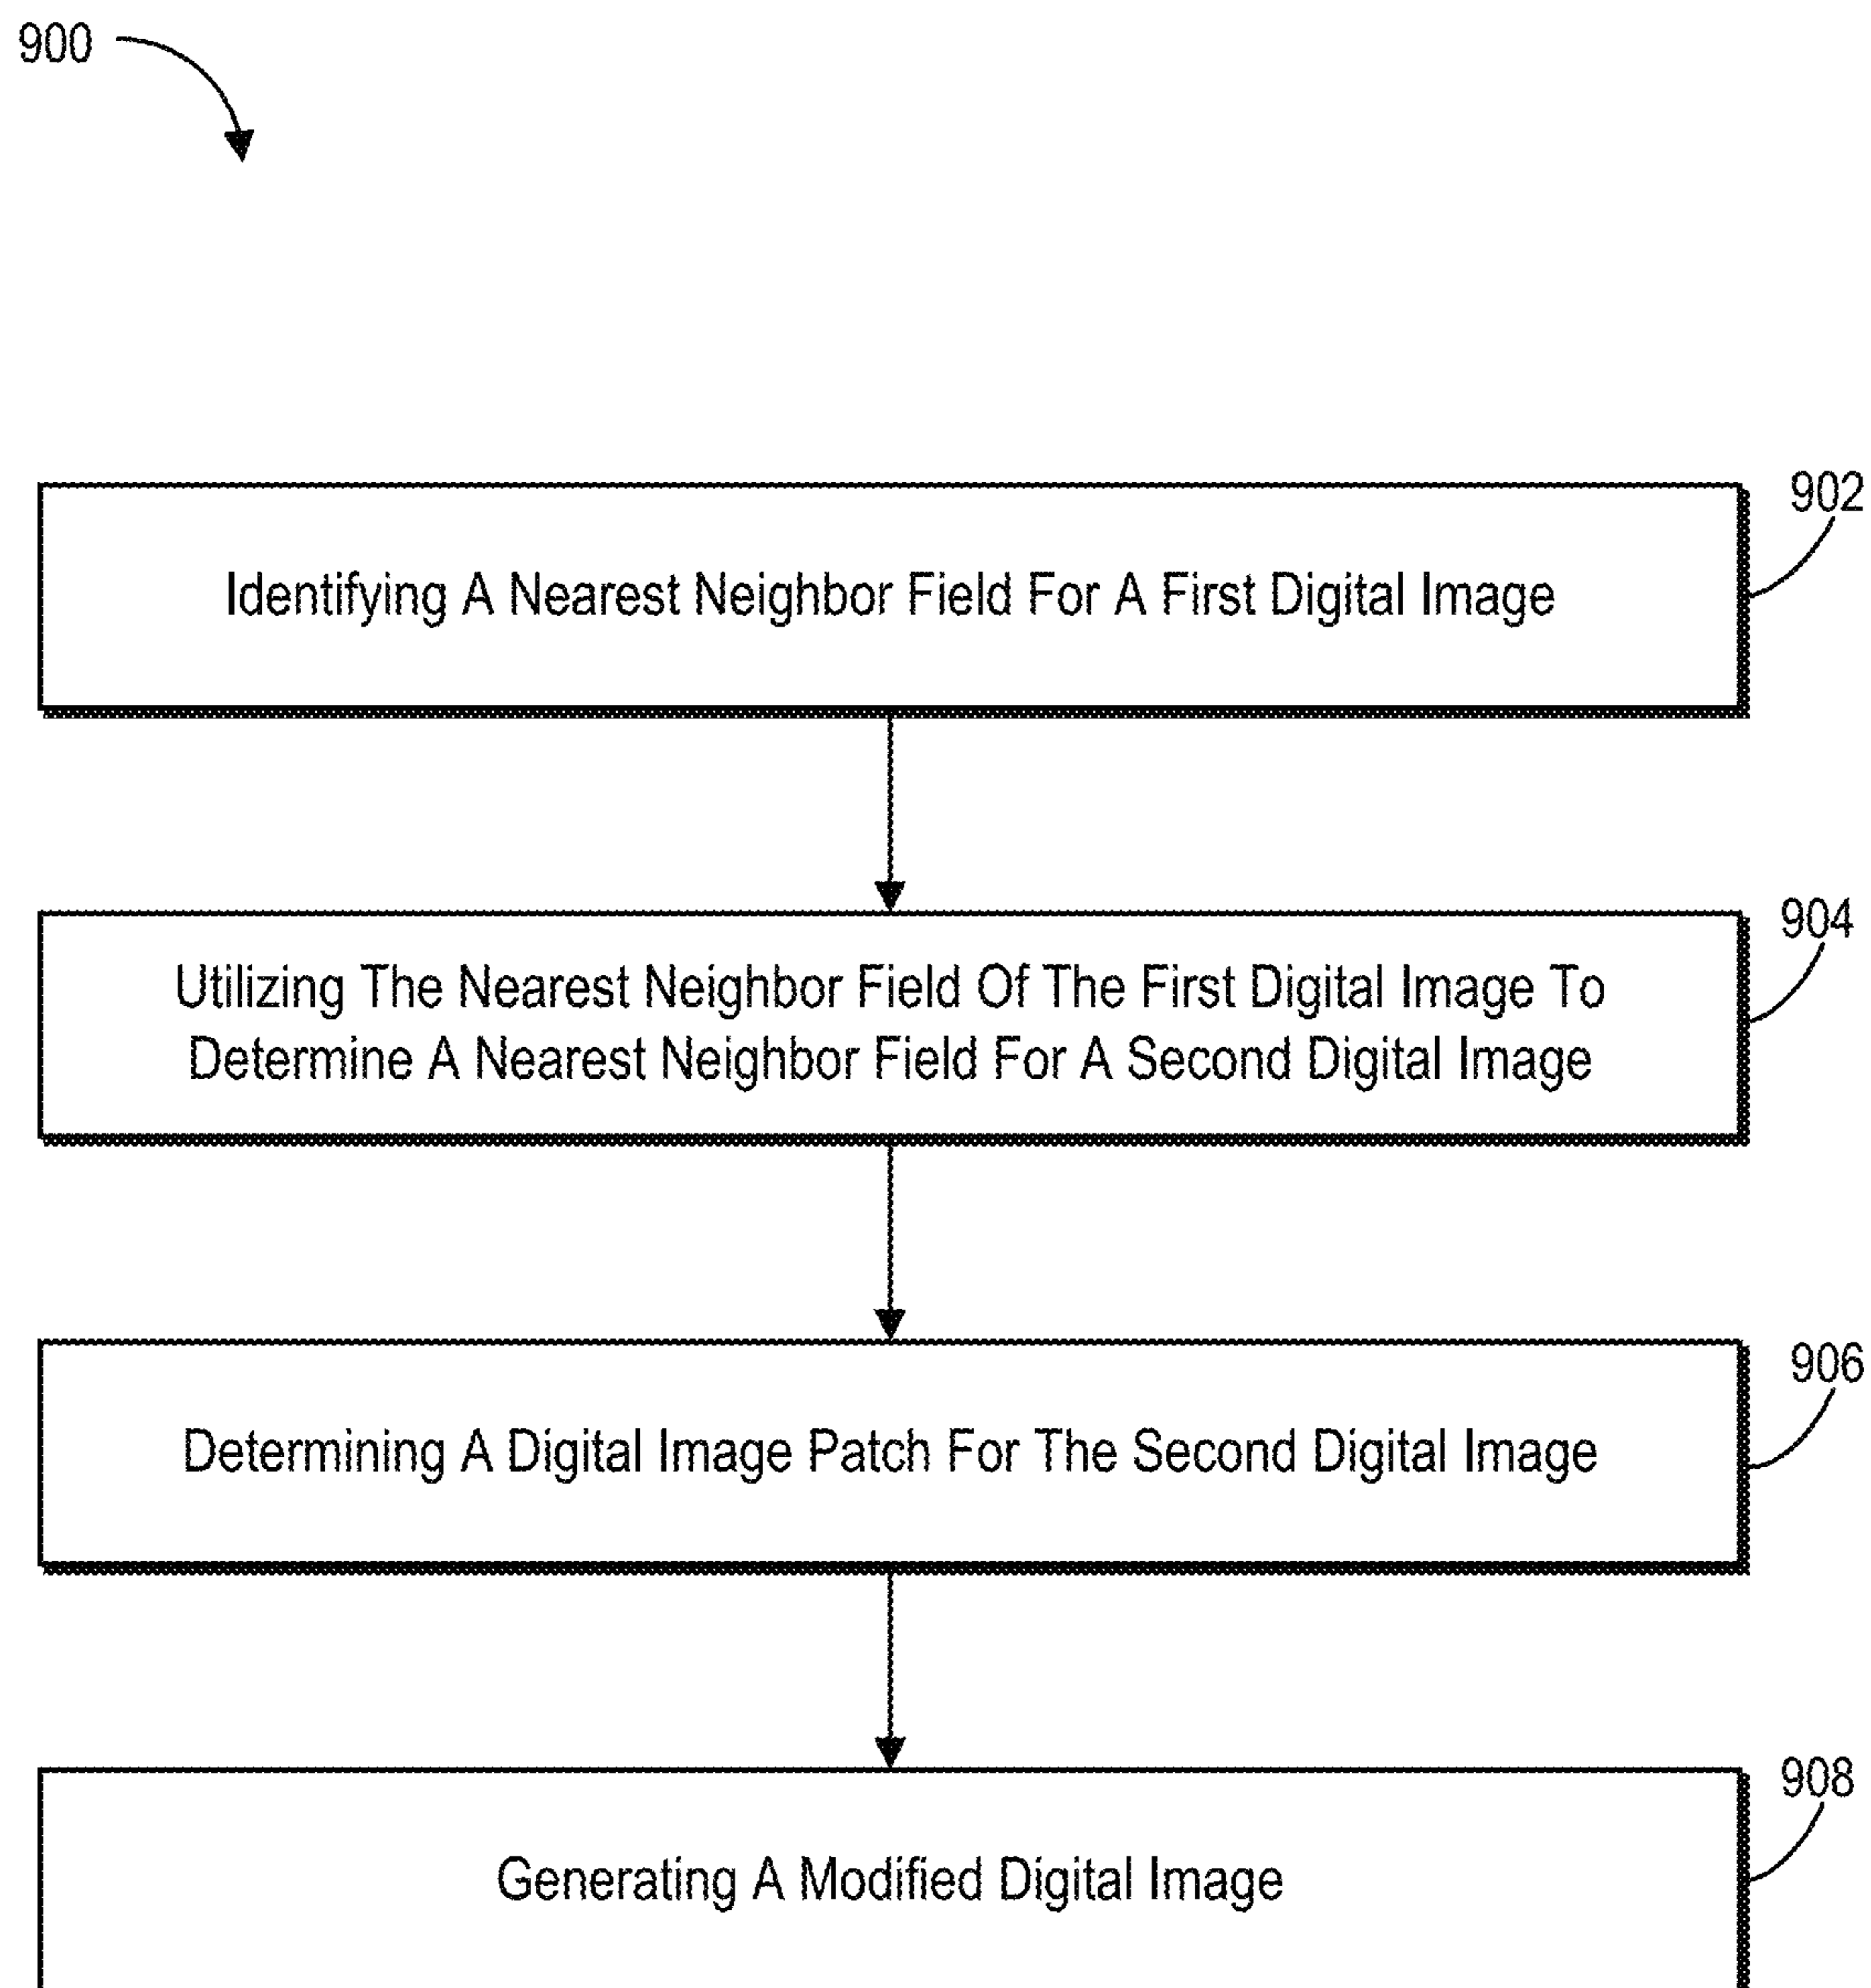 900
902
Identifying A Nearest Neighbor Field For A First Digital Image
904
Utilizing The Nearest Neighbor Field Of The First Digital Image To
Determine A Nearest Neighbor Field For A Second Digital Image
906
Determining A Digital Image Patch For The Second Digital Image
908
Generating A Modified Digital Image